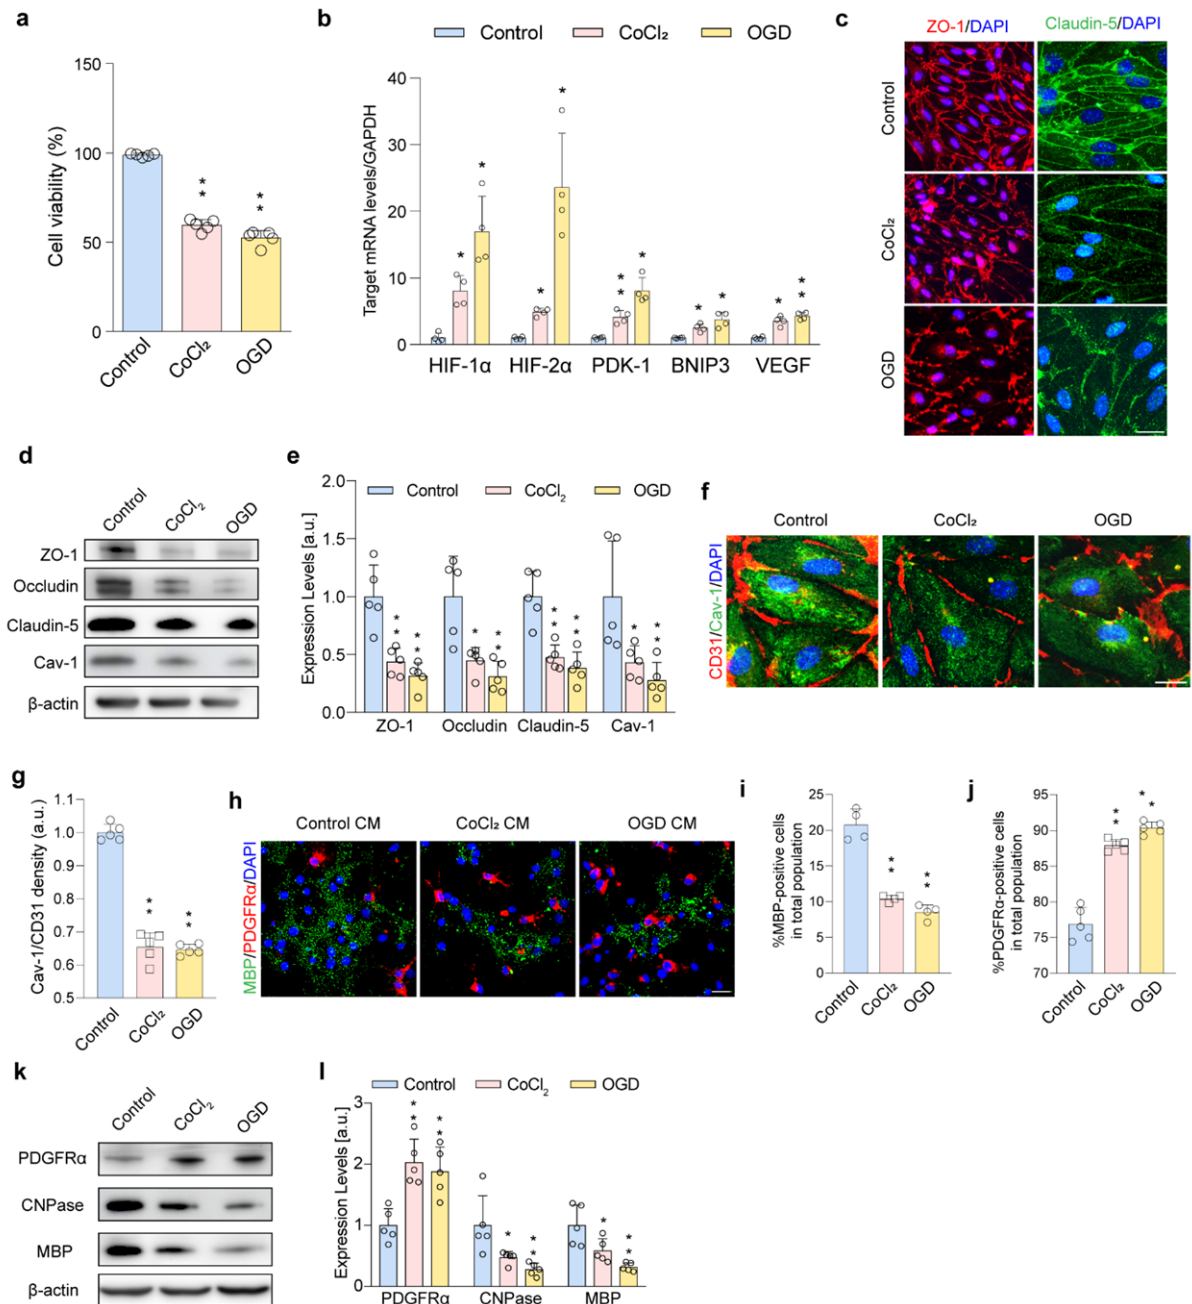 a
Cell viability (%)
150
100
50
0
**
**
Control
CoCl₂
OGD
b
Control CoCl₂ OGD
Target mRNA levels/GAPDH
40
30
20
10
0
* *
* *
** *
* *
* **
HIF-1α HIF-2α PDK-1 BNIP3 VEGF
c
ZO-1/DAPI Claudin-5/DAPI
Control
CoCl₂
OGD
d
Control CoCl₂ OGD
ZO-1
Occludin
Claudin-5
Cav-1
β-actin
e
Control CoCl₂ OGD
Expression Levels [a.u.]
2.0
1.5
1.0
0.5
0.0
** **
* **
** **
* **
ZO-1 Occludin Claudin-5 Cav-1
f
Control CoCl₂ OGD
CD31/Cav-1/DAPI
g
Cav-1/CD31 density (a.u.)
1.1
1.0
0.9
0.8
0.7
0.6
0.5
**
**
Control
CoCl₂
OGD
h
Control CM CoCl₂ CM OGD CM
MBP/PDGFRα/DAPI
i
%MBP-positive cells
in total population
25
20
15
10
5
0
**
**
Control
CoCl₂
OGD
j
%PDGFRα-positive cells
in total population
95
90
85
80
75
70
**
**
Control
CoCl₂
OGD
k
Control CoCl₂ OGD
PDGFRα
CNPase
MBP
β-actin
l
Control CoCl₂ OGD
Expression Levels [a.u.]
3
2
1
0
** **
* **
* **
PDGFRα CNPase MBP